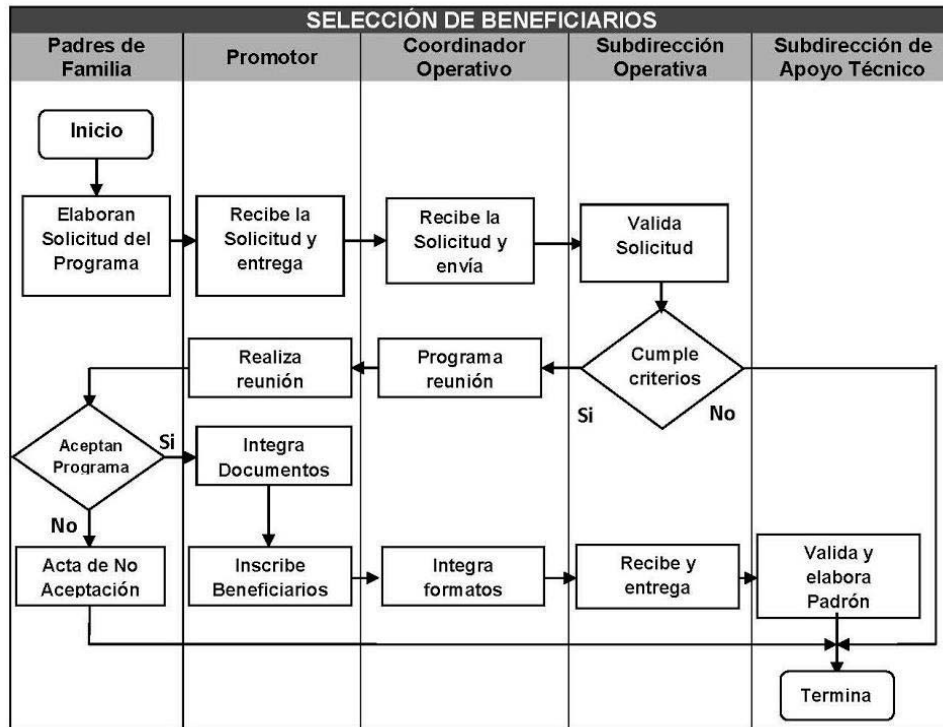 SELECCIÓN DE BENEFICIARIOS
Padres de
Familia
Promotor
Coordinador
Operativo
Subdirección
Operativa
Subdirección de
Apoyo Técnico
Inicio
Elaboran
Solicitud del
Programa
Recibe la
Solicitud y
entrega
Recibe la
Solicitud y
envía
Valida
Solicitud
Realiza
reunión
Programa
reunión
Cumple
criterios
Si
No
Aceptan
Programa
Si
No
Integra
Documentos
Acta de No
Aceptación
Inscribe
Beneficiarios
Integra
formatos
Recibe y
entrega
Valida y
elabora
Padrón
Termina